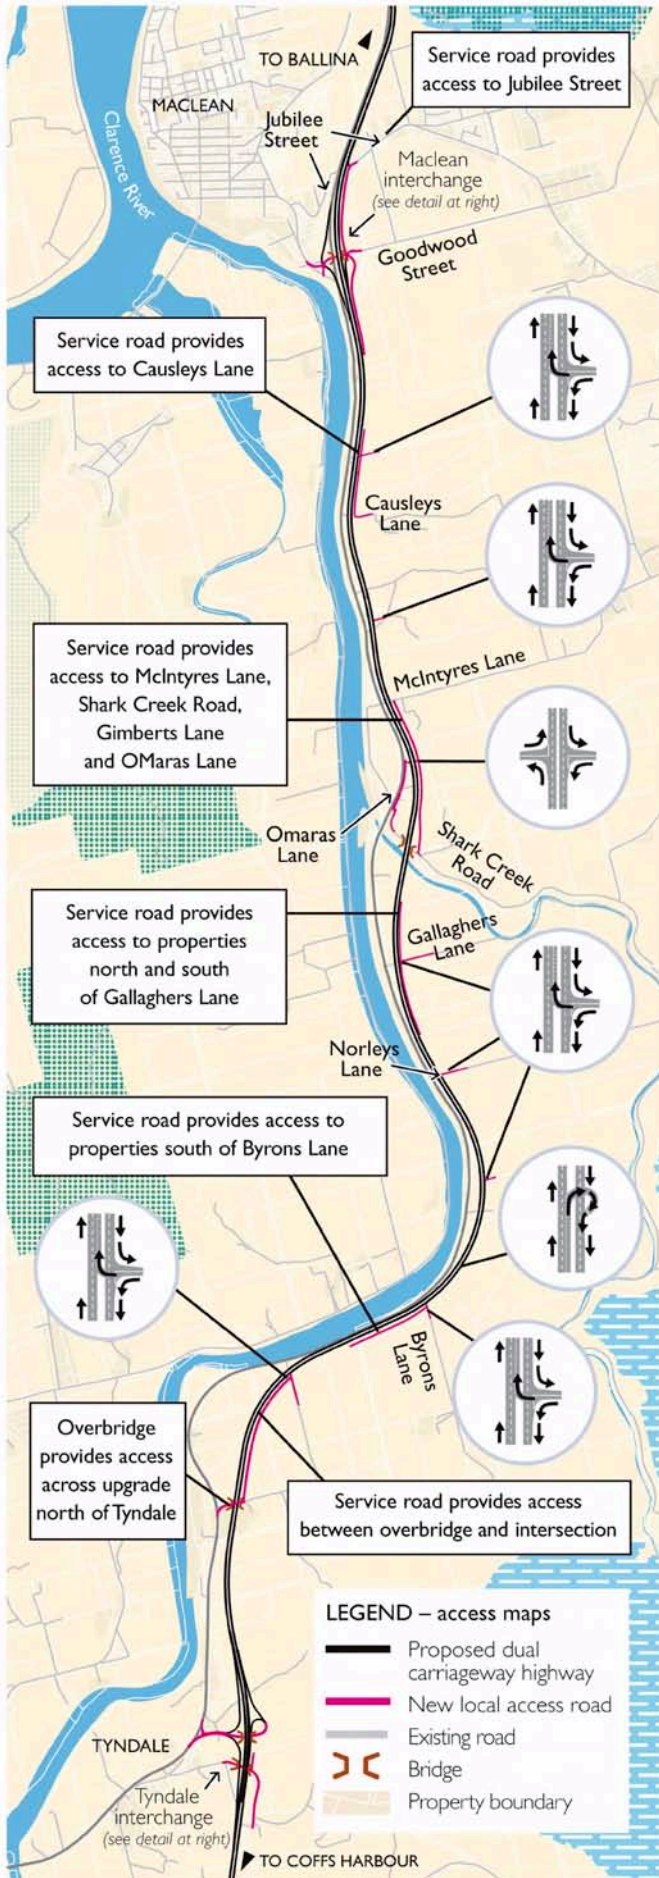 TO BALLINA
Service road provides
access to Jubilee Street
MACLEAN
Jubilee
Street
Clarence River
Maclean
interchange
(see detail at right)
Goodwood
Street
Service road provides
access to Causleys Lane
Causleys
Lane
Service road provides
access to McIntyres Lane,
Shark Creek Road,
Gimberts Lane
and OMaras Lane
McIntyres Lane
Omaras
Lane
Shark Creek
Road
Service road provides
access to properties
north and south
of Gallaghers Lane
Gallaghers
Lane
Norleys
Lane
Service road provides access to
properties south of Byrons Lane
Byrons
Lane
Overbridge
provides access
across upgrade
north of Tyndale
Service road provides access
between overbridge and intersection
LEGEND – access maps
Proposed dual
carriageway highway
New local access road
Existing road
Bridge
Property boundary
TYNDALE
Tyndale
interchange
(see detail at right)
TO COFFS HARBOUR